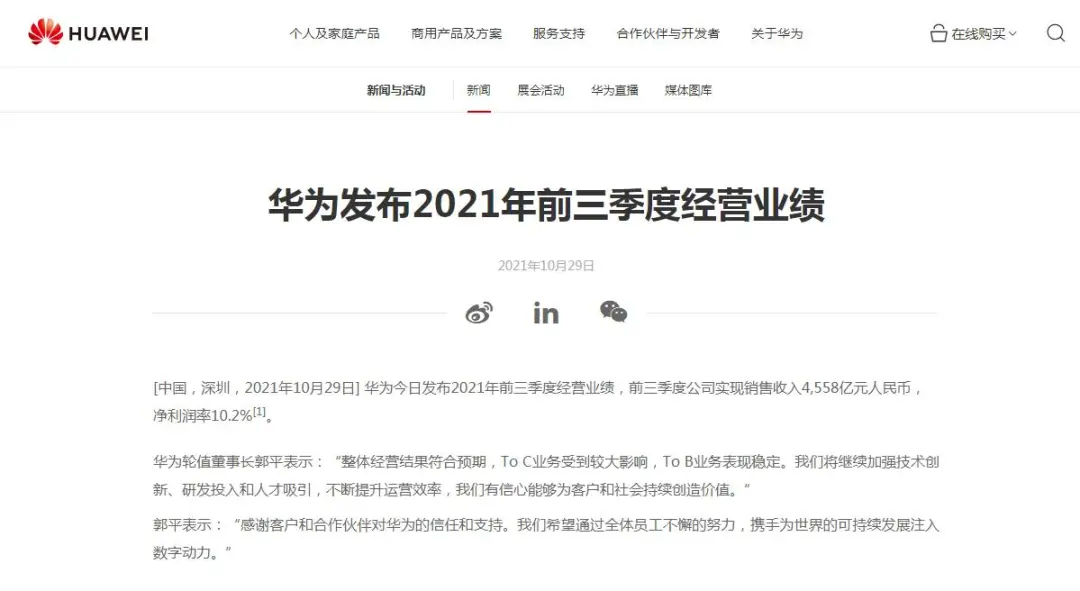 HUAWEI
个人及家庭产品 商用产品及方案 服务支持 合作伙伴与开发者 关于华为 在线购买
新闻与活动 新闻 展会活动 华为直播 媒体图库
华为发布2021年前三季度经营业绩
2021年10月29日
in
[中国，深圳，2021年10月29日] 华为今日发布2021年前三季度经营业绩，前三季度公司实现销售收入4,558亿元人民币，
净利润率10.2%[1]。
华为轮值董事长郭平表示：“整体经营结果符合预期，To C业务受到较大影响，To B业务表现稳定。我们将继续加强技术创
新、研发投入和人才吸引，不断提升运营效率，我们有信心能够为客户和社会持续创造价值。”
郭平表示：“感谢客户和合作伙伴对华为的信任和支持。我们希望通过全体员工不懈的努力，携手为世界的可持续发展注入
数字动力。”